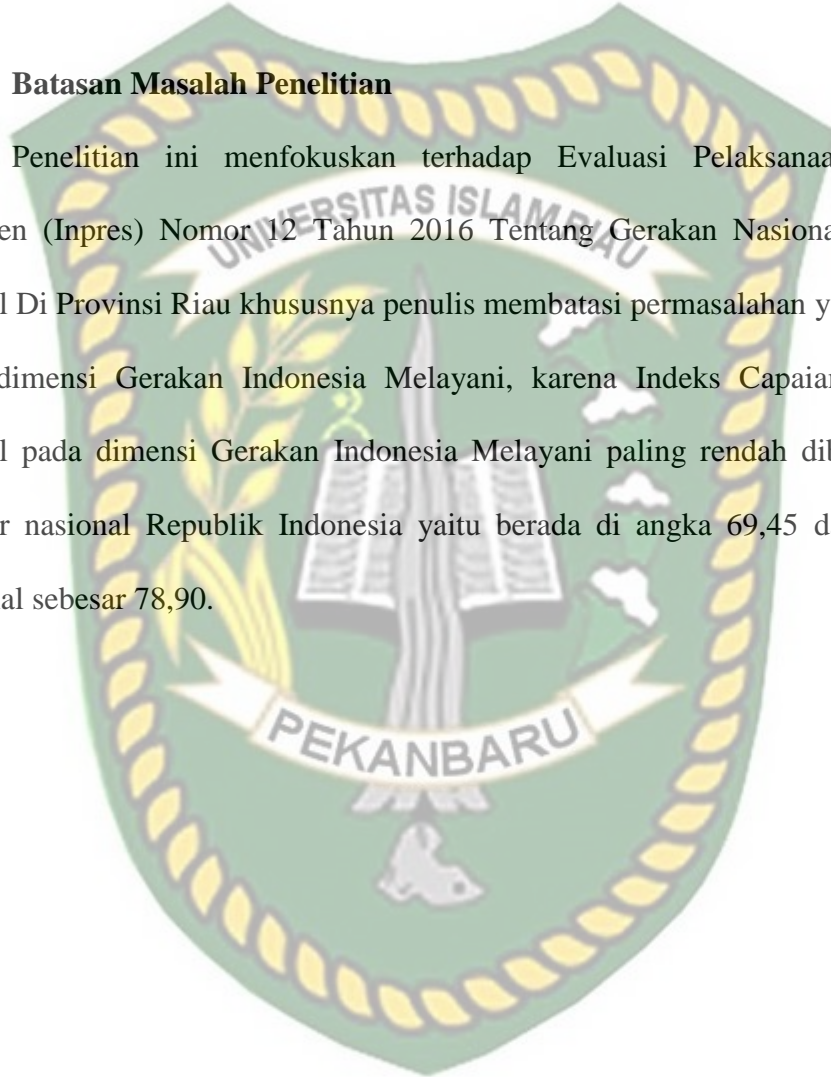 Batasan Masalah Penelitian
Penelitian ini menfokuskan terhadap Evaluasi Pelaksanaa
en (Inpres) Nomor 12 Tahun 2016 Tentang Gerakan Nasiona
l Di Provinsi Riau khususnya penulis membatasi permasalahan y
dimensi Gerakan Indonesia Melayani, karena Indeks Capaian
l pada dimensi Gerakan Indonesia Melayani paling rendah dib
r nasional Republik Indonesia yaitu berada di angka 69,45 d
al sebesar 78,90.
UNIVERSITAS ISLAM RIAU
PEKANBARU